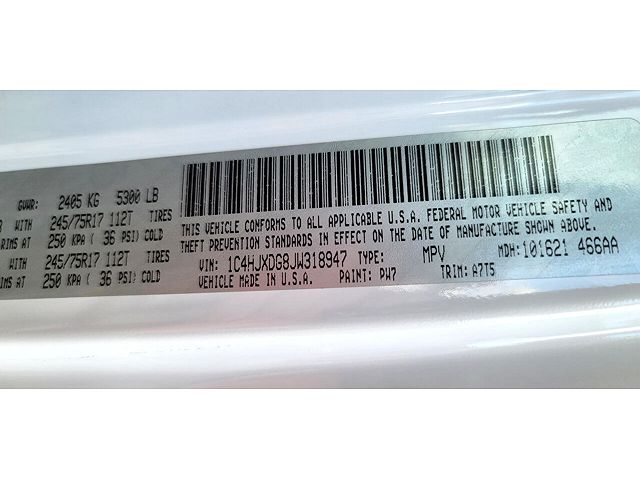 GVWR: 2405 KG 5300 LB
WITH 245/75R17 112T TIRES
RIMS AT 250 KPA ( 36 PSI) COLD
WITH 245/75R17 112T TIRES
RIMS AT 250 KPA ( 36 PSI) COLD
THIS VEHICLE CONFORMS TO ALL APPLICABLE U.S.A. FEDERAL MOTOR VEHICLE SAFETY AND
THEFT PREVENTION STANDARDS IN EFFECT ON THE DATE OF MANUFACTURE SHOWN ABOVE.
VIN: 1C4HJXDG8JW318947 TYPE: MPV MDH: 101621 466AA
VEHICLE MADE IN U.S.A. PAINT: PW7 TRIM: A7T5